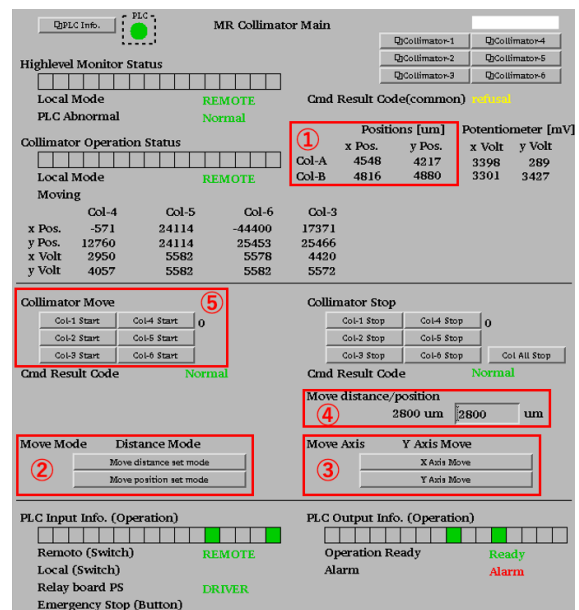 PLC
PLC Info.
MR Collimator Main
Collimator-1 Collimator-4
Collimator-2 Collimator-5
Collimator-3 Collimator-6
Highlevel Monitor Status
Local REMOTE
Mode
PLC Abnormal Normal
Cmd Result Code(common) refusal
① Positions [um] Potentiometer [mV]
x Pos. y Pos. x Volt y Volt
Col-A 4548 4217 3398 289
Col-B 4816 4880 3301 3427
Collimator Operation Status
Local Mode REMOTE
Moving
Col-4 Col-5 Col-6 Col-3
x Pos. -571 24114 -44400 17371
y Pos. 12760 24114 25453 25466
x Volt 2950 5582 5578 4420
y Volt 4057 5582 5582 5572
Collimator Move ⑤
Col-1 Start Col-4 Start 0
Col-2 Start Col-5 Start
Col-3 Start Col-6 Start
Cmd Result Code Normal
Collimator Stop
Col-1 Stop Col-4 Stop 0
Col-2 Stop Col-5 Stop
Col-3 Stop Col-6 Stop Col All Stop
Cmd Result Code Normal
Move distance/position
④ 2800 um 2800 um
Move Mode Distance Mode
② Move distance set mode
Move position set mode
Move Axis Y Axis Move
③ X Axis Move
Y Axis Move
PLC Input Info. (Operation)
Remoto (Switch) REMOTE
Local (Switch)
Relay board PS DRIVER
Emergency Stop (Button)
PLC Output Info. (Operation)
Operation Ready Ready
Alarm Alarm